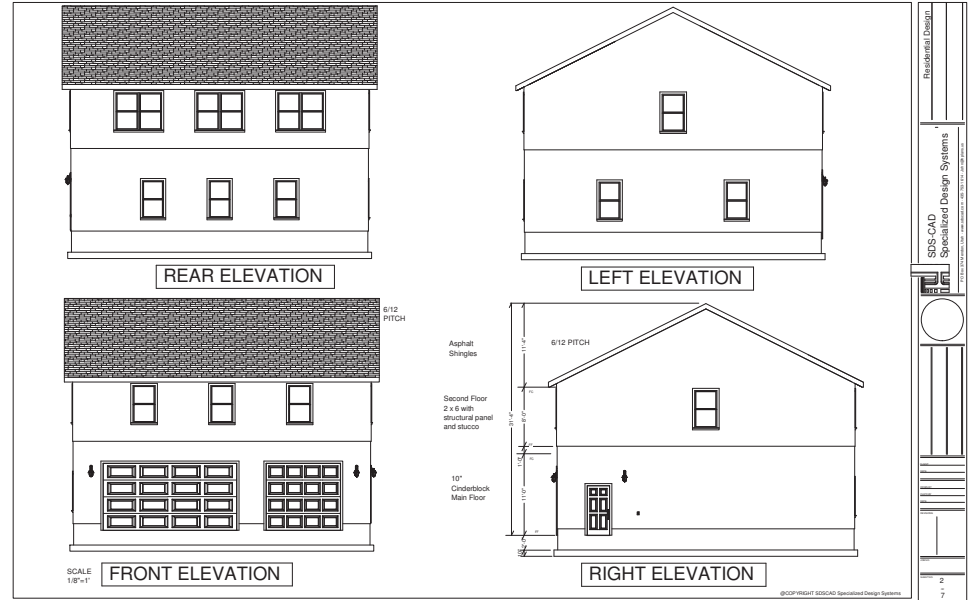 REAR ELEVATION
LEFT ELEVATION
6/12
PITCH
Asphalt
Shingles
6/12 PITCH
11'-4"
Second Floor
2 x 6 with
structural panel
and stucco
31'-4"
8'-0"
1'-0"
10"
Cinderblock
Main Floor
11'0"
SCALE
1/8"=1'
FRONT ELEVATION
RIGHT ELEVATION
@COPYRIGHT SDSCAD Specialized Design Systems
Residential Design
SDS-CAD
Specialized Design Systems
2
7